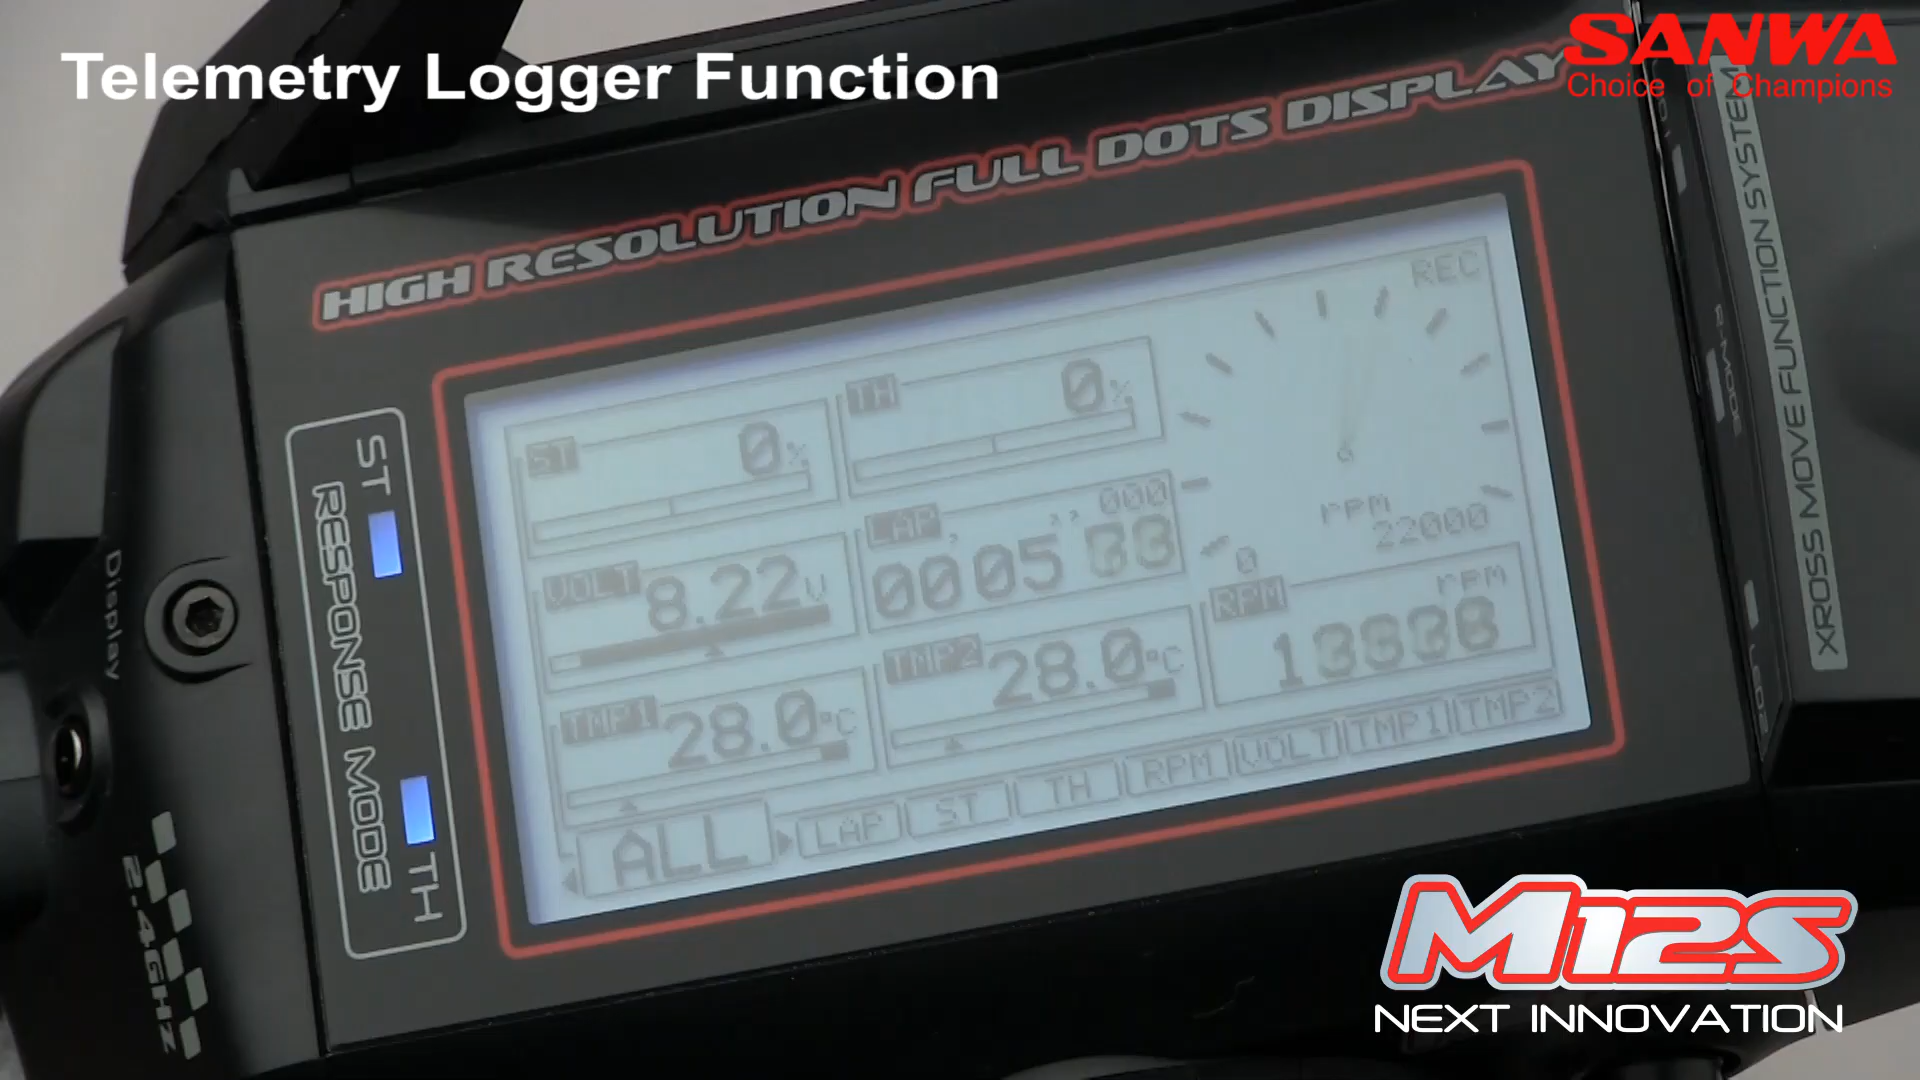 Telemetry Logger Function
SANWA
Choice of Champions
HIGH RESOLUTION FULL DOTS DISPLAY
XROSS MOVE FUNCTION SYSTEM
REC
ST 0%
TH 0%
VOLT 8.22V
LAP
000
0005
TMP1 28.0°C
TMP2 28.0°C
rpm
22000
0
RPM
rpm
ALL LAP ST TH RPM VOLT TMP1 TMP2
ST
RESPONSE MODE
TH
Display
2.4GHz
M12S
NEXT INNOVATION